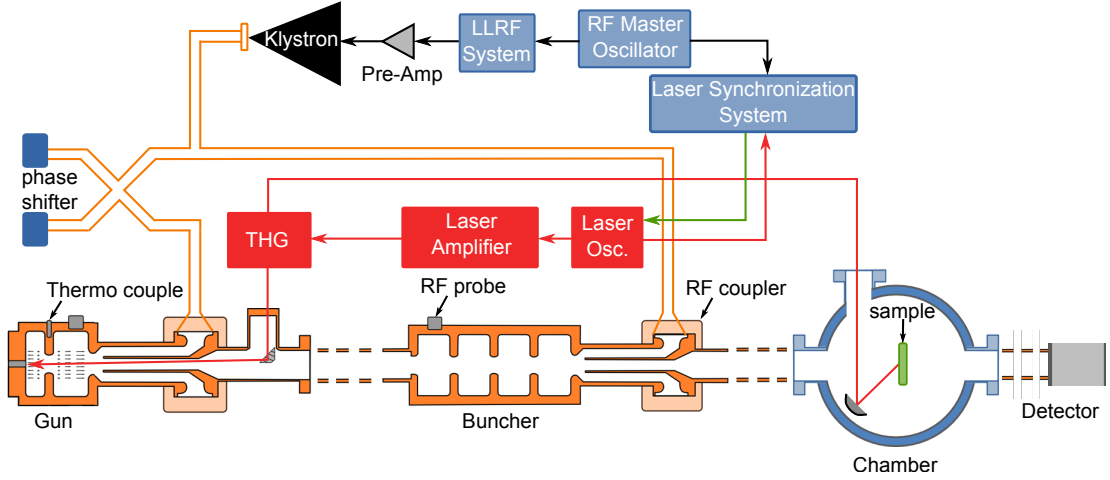 Klystron
Pre-Amp
LLRF
System
RF Master
Oscillator
Laser Synchronization
System
phase
shifter
THG
Laser
Amplifier
Laser
Osc.
Thermo couple
RF probe
RF coupler
sample
Gun
Buncher
Chamber
Detector